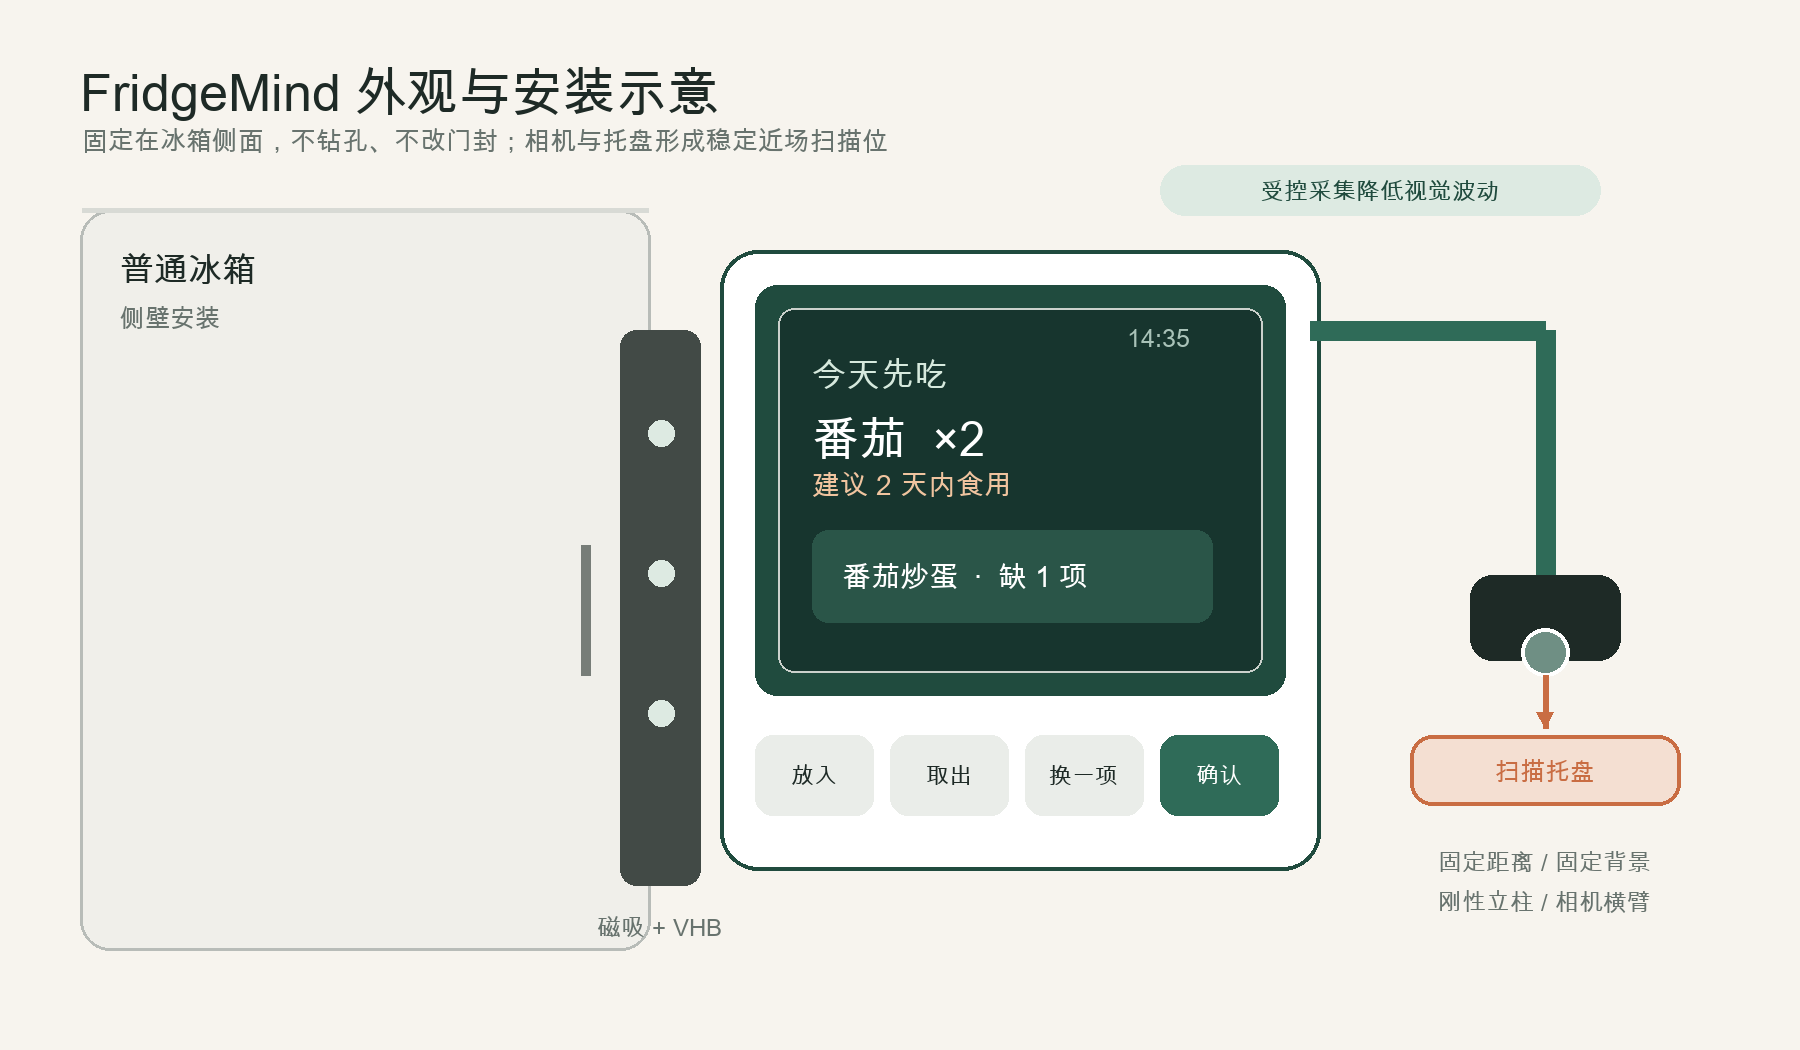 FridgeMind 外观与安装示意
固定在冰箱侧面，不钻孔、不改门封；相机与托盘形成稳定近场扫描位
受控采集降低视觉波动
普通冰箱
侧壁安装
14:35
今天先吃
番茄 ×2
建议 2 天内食用
番茄炒蛋 · 缺 1 项
放入
取出
换一项
确认
扫描托盘
固定距离 / 固定背景
刚性立柱 / 相机横臂
磁吸 + VHB